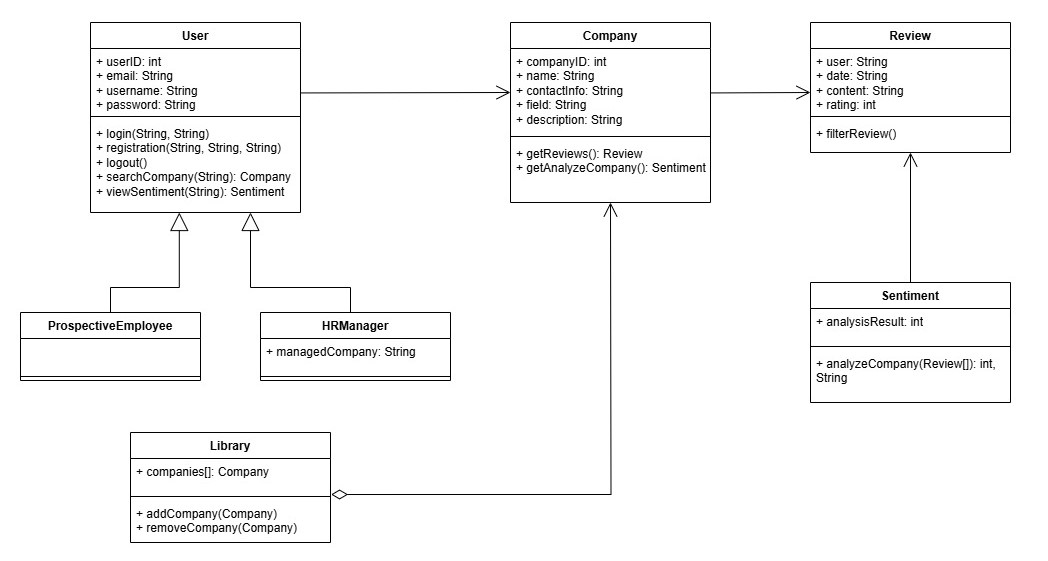 User
+ userID: int
+ email: String
+ username: String
+ password: String
+ login(String, String)
+ registration(String, String, String)
+ logout()
+ searchCompany(String): Company
+ viewSentiment(String): Sentiment
Company
+ companyID: int
+ name: String
+ contactInfo: String
+ field: String
+ description: String
+ getReviews(): Review
+ getAnalyzeCompany(): Sentiment
Review
+ user: String
+ date: String
+ content: String
+ rating: int
+ filterReview()
ProspectiveEmployee
HRManager
+ managedCompany: String
Sentiment
+ analysisResult: int
+ analyzeCompany(Review[]): int,
String
Library
+ companies[]: Company
+ addCompany(Company)
+ removeCompany(Company)